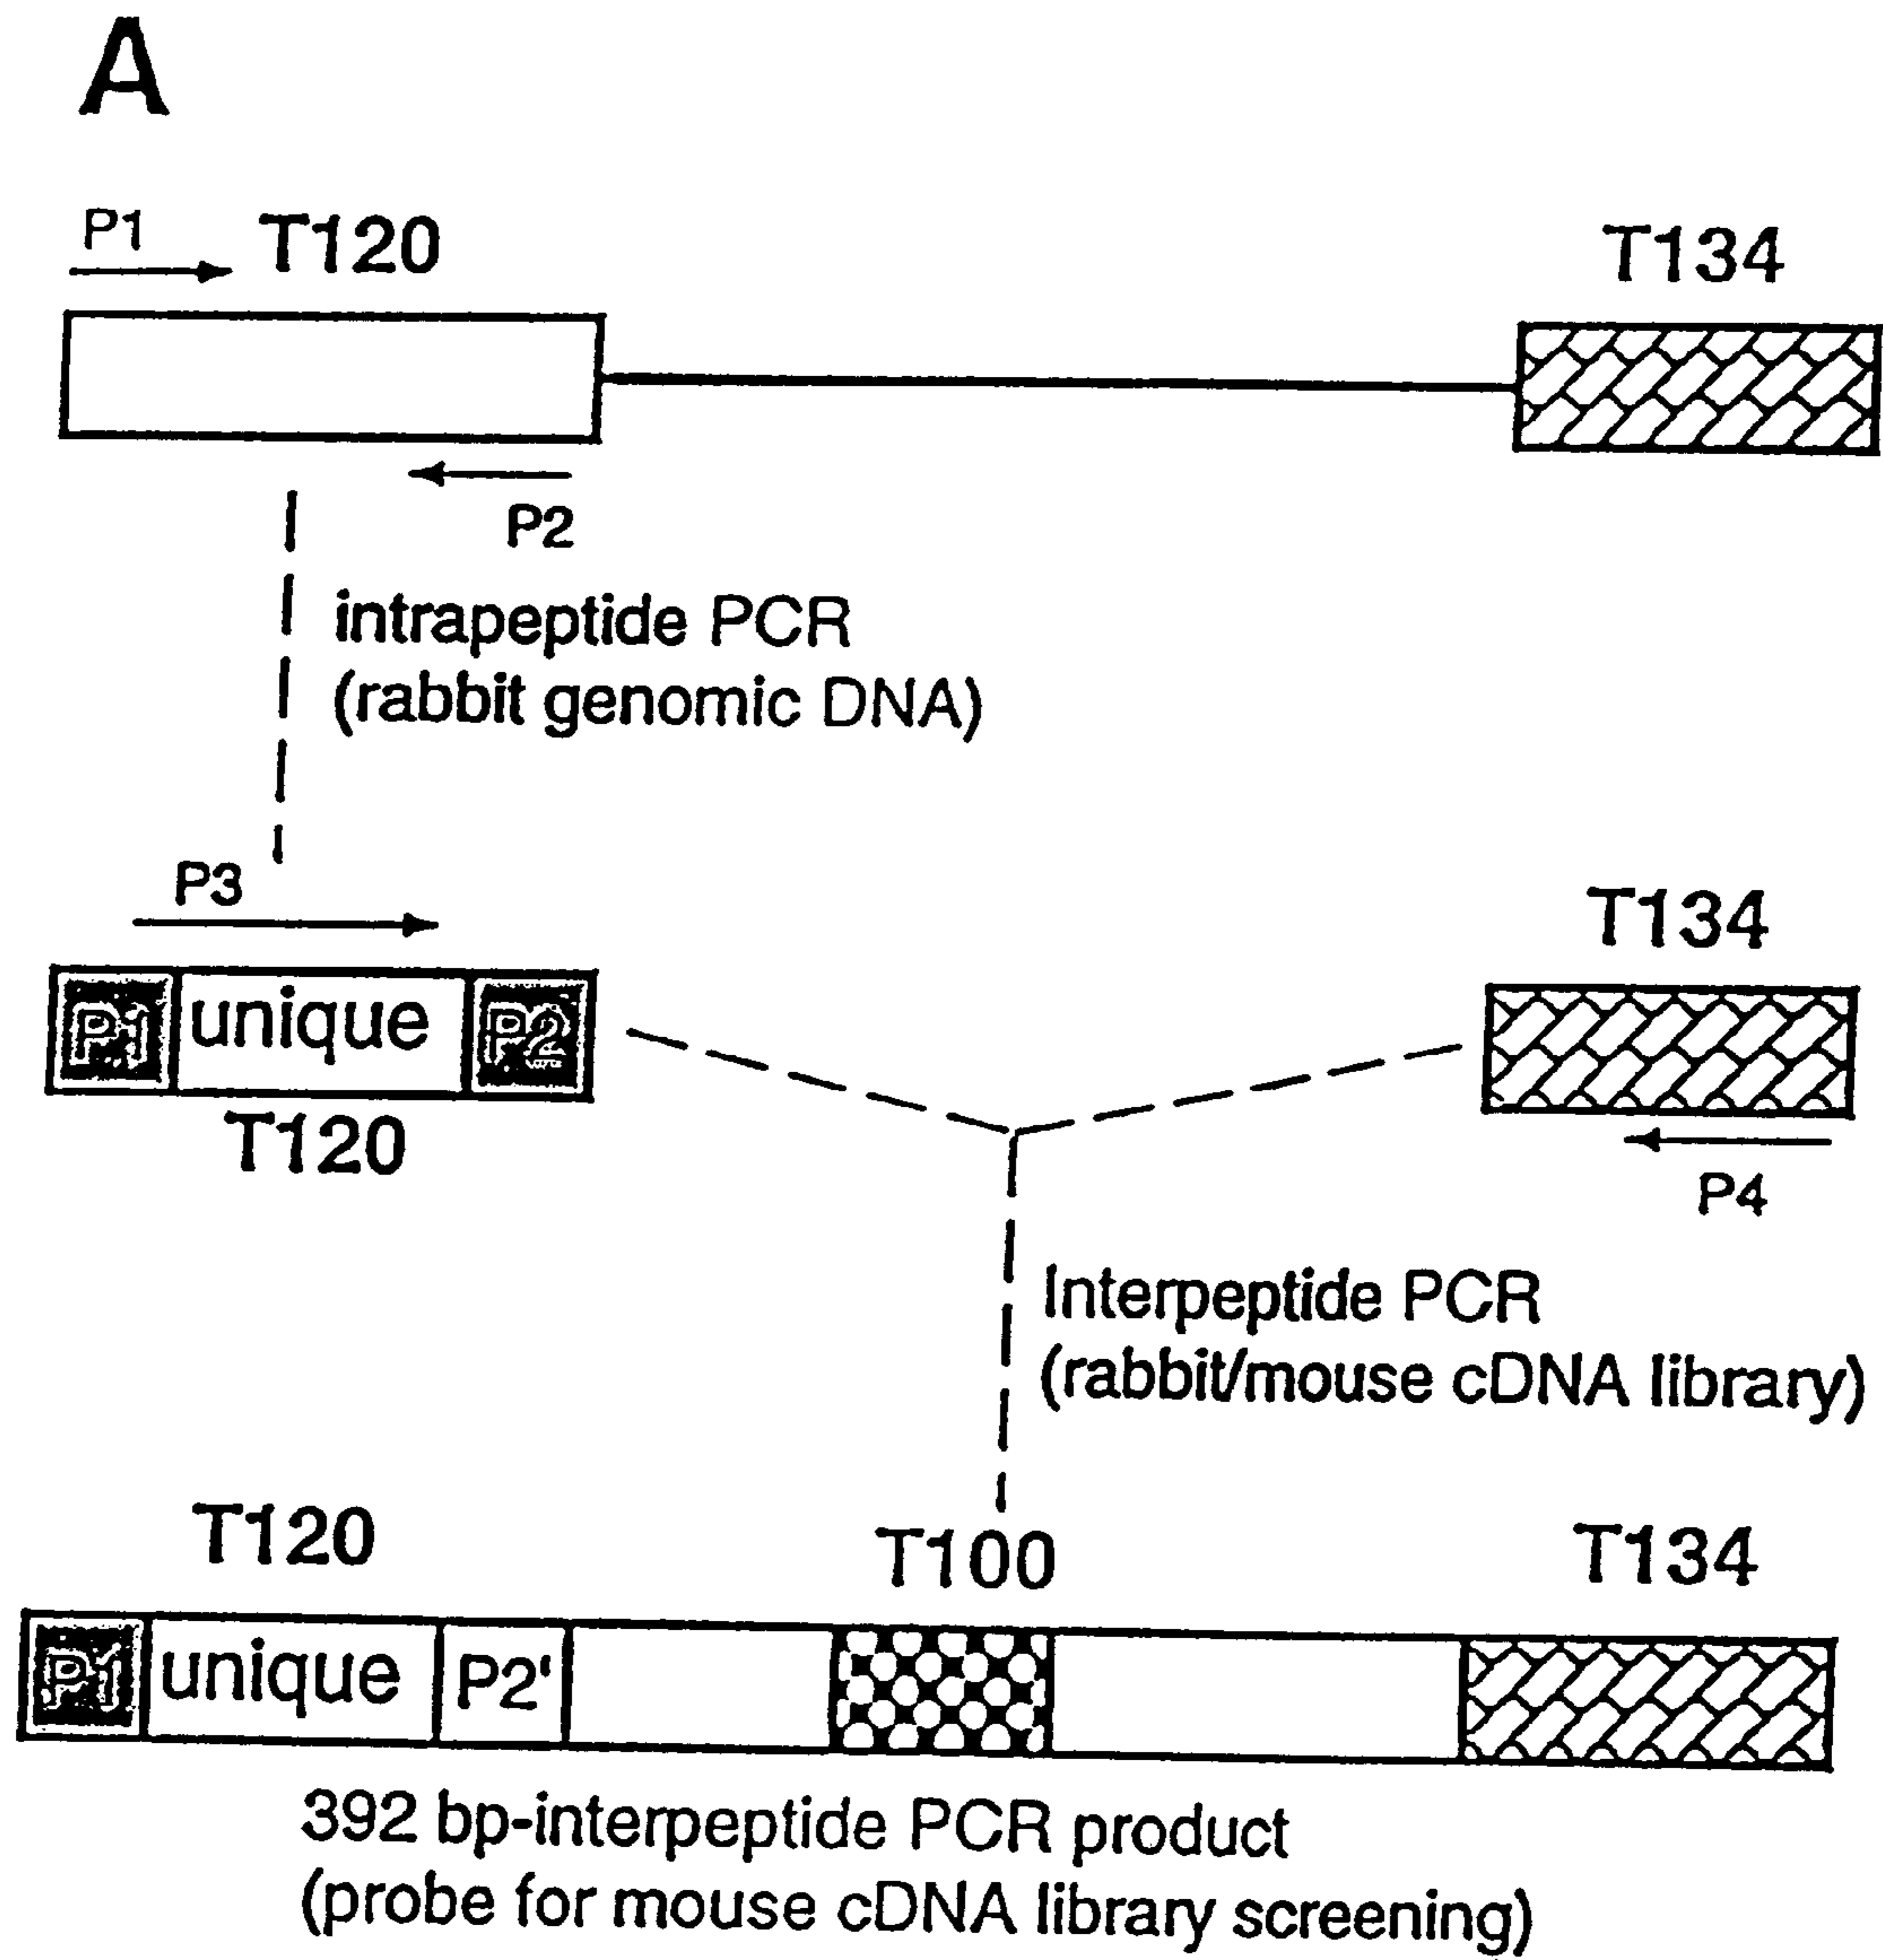 A
P1
T120
T134
P2
intrapeptide PCR
(rabbit genomic DNA)
P3
T134
P1 unique P2
T120
P4
Interpeptide PCR
(rabbit/mouse cDNA library)
T120
T100
T134
P1 unique P2'
392 bp-interpeptide PCR product
(probe for mouse cDNA library screening)